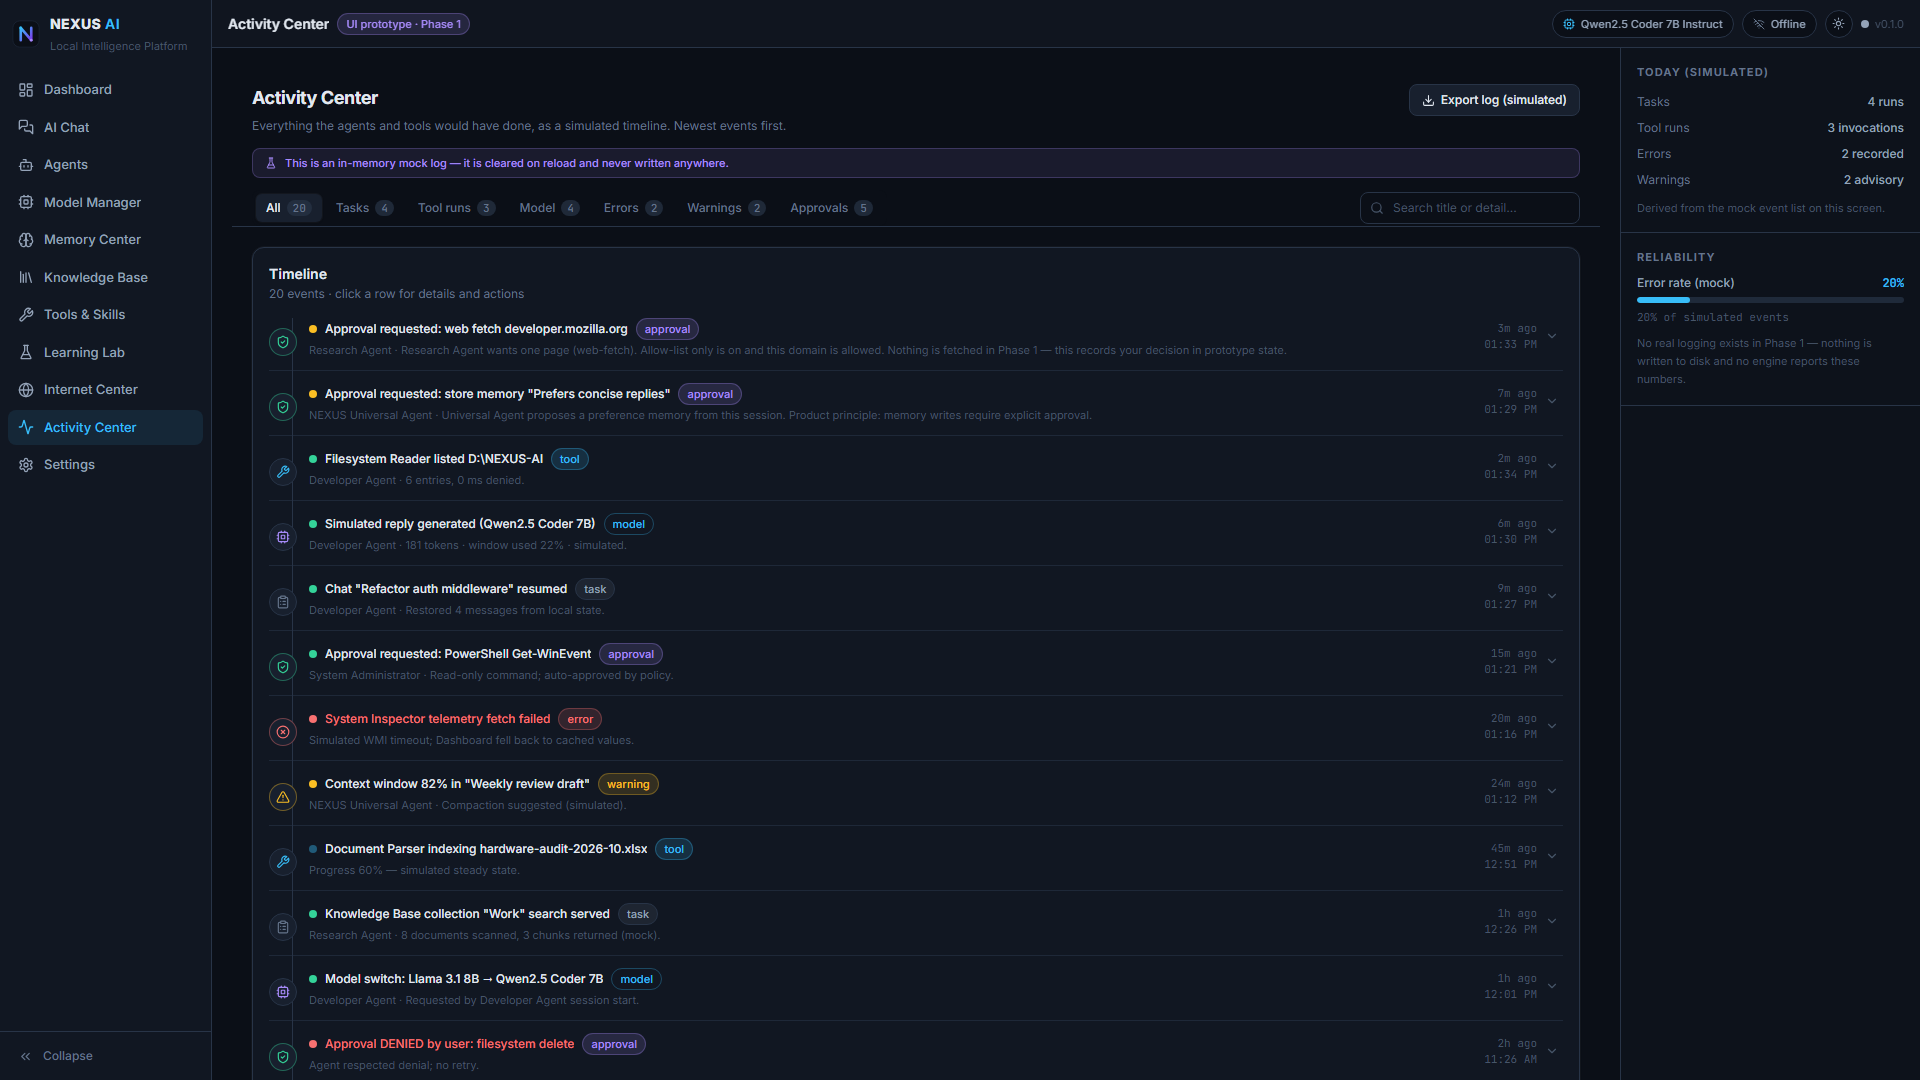 NEXUS AI
Local Intelligence Platform
Dashboard
AI Chat
Agents
Model Manager
Memory Center
Knowledge Base
Tools & Skills
Learning Lab
Internet Center
Activity Center
Settings
Collapse
Activity Center
UI prototype · Phase 1
Qwen2.5 Coder 7B Instruct
Offline
v0.1.0
Activity Center
Everything the agents and tools would have done, as a simulated timeline. Newest events first.
Export log (simulated)
This is an in-memory mock log — it is cleared on reload and never written anywhere.
All 20 Tasks 4 Tool runs 3 Model 4 Errors 2 Warnings 2 Approvals 5
Search title or detail...
Timeline
20 events · click a row for details and actions
Approval requested: web fetch developer.mozilla.org approval
Research Agent · Research Agent wants one page (web-fetch). Allow-list only is on and this domain is allowed. Nothing is fetched in Phase 1 — this records your decision in prototype state.
3m ago
01:33 PM
Approval requested: store memory "Prefers concise replies" approval
NEXUS Universal Agent · Universal Agent proposes a preference memory from this session. Product principle: memory writes require explicit approval.
7m ago
01:29 PM
Filesystem Reader listed D:\NEXUS-AI tool
Developer Agent · 6 entries, 0 ms denied.
2m ago
01:34 PM
Simulated reply generated (Qwen2.5 Coder 7B) model
Developer Agent · 181 tokens · window used 22% · simulated.
6m ago
01:30 PM
Chat "Refactor auth middleware" resumed task
Developer Agent · Restored 4 messages from local state.
9m ago
01:27 PM
Approval requested: PowerShell Get-WinEvent approval
System Administrator · Read-only command; auto-approved by policy.
15m ago
01:21 PM
System Inspector telemetry fetch failed error
Simulated WMI timeout; Dashboard fell back to cached values.
20m ago
01:16 PM
Context window 82% in "Weekly review draft" warning
NEXUS Universal Agent · Compaction suggested (simulated).
24m ago
01:12 PM
Document Parser indexing hardware-audit-2026-10.xlsx tool
Progress 60% — simulated steady state.
45m ago
12:51 PM
Knowledge Base collection "Work" search served task
Research Agent · 8 documents scanned, 3 chunks returned (mock).
1h ago
12:26 PM
Model switch: Llama 3.1 8B → Qwen2.5 Coder 7B model
Developer Agent · Requested by Developer Agent session start.
1h ago
12:01 PM
Approval DENIED by user: filesystem delete approval
Agent respected denial; no retry.
2h ago
11:26 AM
TODAY (SIMULATED)
Tasks 4 runs
Tool runs 3 invocations
Errors 2 recorded
Warnings 2 advisory
Derived from the mock event list on this screen.
RELIABILITY
Error rate (mock) 20%
20% of simulated events
No real logging exists in Phase 1 — nothing is
written to disk and no engine reports these
numbers.